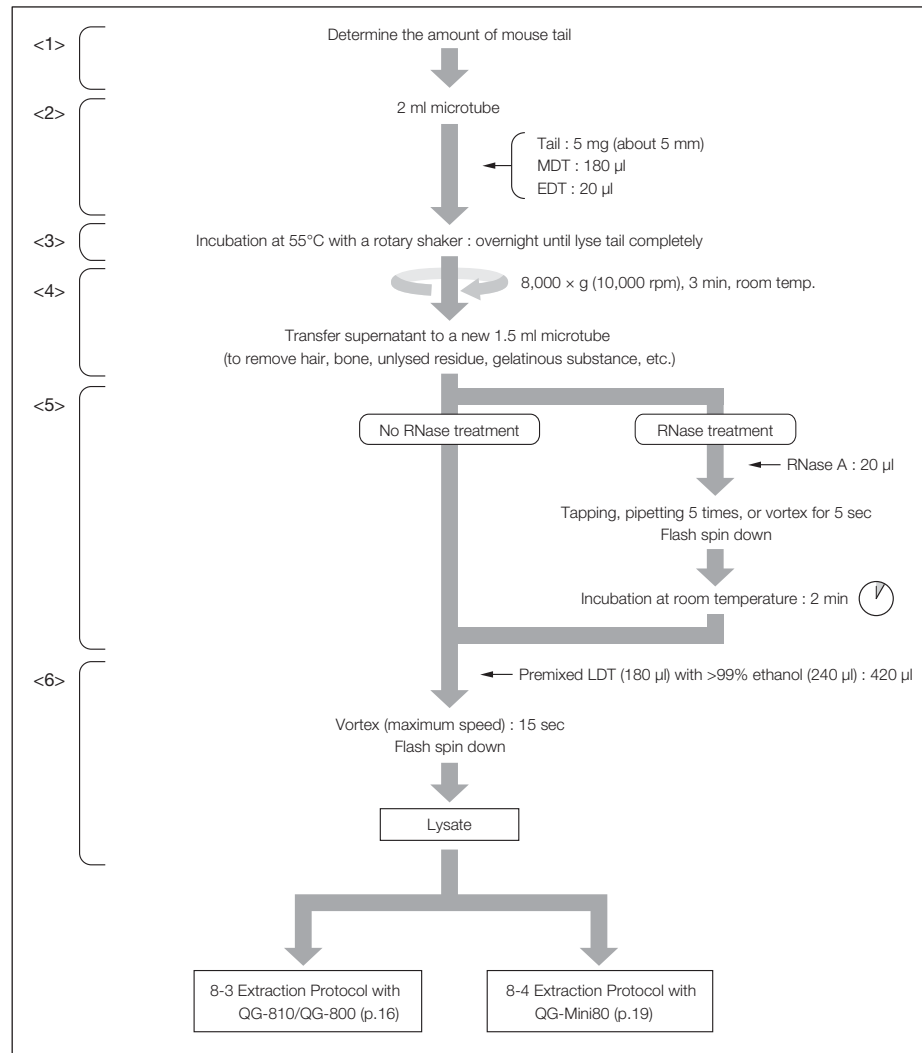 <1>
Determine the amount of mouse tail
<2>
2 ml microtube
Tail : 5 mg (about 5 mm)
MDT : 180 µl
EDT : 20 µl
<3>
Incubation at 55°C with a rotary shaker : overnight until lyse tail completely
<4>
8,000 × g (10,000 rpm), 3 min, room temp.
Transfer supernatant to a new 1.5 ml microtube
(to remove hair, bone, unlysed residue, gelatinous substance, etc.)
<5>
No RNase treatment
RNase treatment
RNase A : 20 µl
Tapping, pipetting 5 times, or vortex for 5 sec
Flash spin down
Incubation at room temperature : 2 min
<6>
Premixed LDT (180 µl) with >99% ethanol (240 µl) : 420 µl
Vortex (maximum speed) : 15 sec
Flash spin down
Lysate
8-3 Extraction Protocol with
QG-810/QG-800 (p.16)
8-4 Extraction Protocol with
QG-Mini80 (p.19)